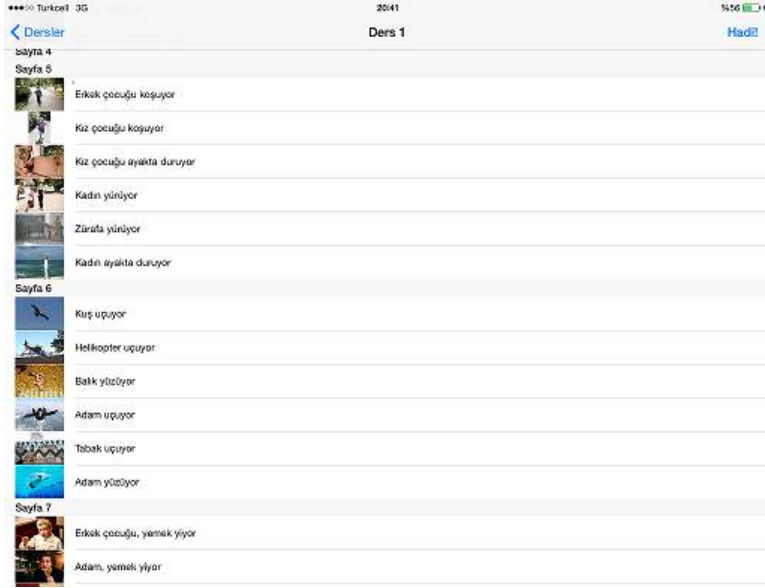 Turkcell 3G 20:41 %56
Dersler Ders 1 Hadi!
Sayfa 4
Sayfa 5
Erkek çocuğu koşuyor
Kız çocuğu koşuyor
Kız çocuğu ayakta duruyor
Kadın yürüyor
Zürafa yürüyor
Kadın ayakta duruyor
Sayfa 6
Kuş uçuyor
Helikopter uçuyor
Balık yüzüyor
Adam uçuyor
Tabak uçuyor
Adam yüzüyor
Sayfa 7
Erkek çocuğu, yemek yiyor
Adam, yemek yiyor